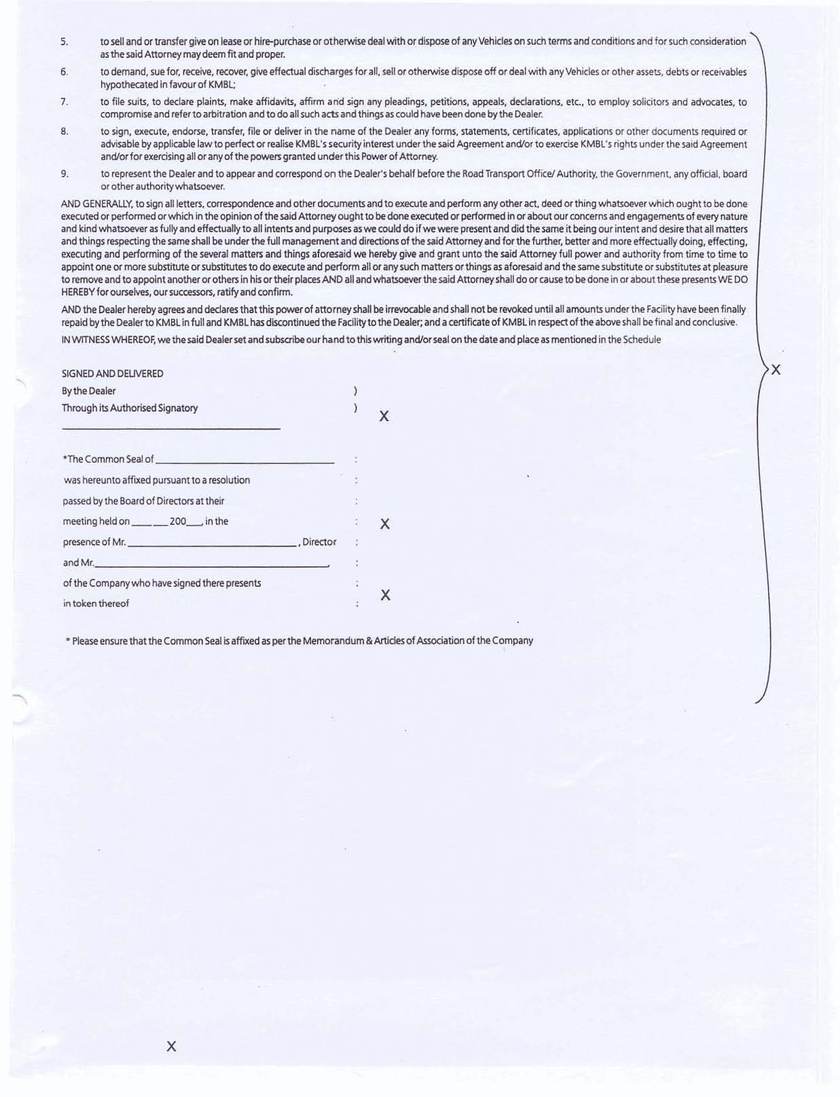 5. to sell and or transfer give on lease or hire-purchase or otherwise deal with or dispose of any Vehicles on such terms and conditions and for such consideration
as the said Attorney may deem fit and proper.
6. to demand, sue for, receive, recover, give effectual discharges for all, sell or otherwise dispose off or deal with any Vehicles or other assets, debts or receivables
hypothecated in favour of KMBL;
7. to file suits, to declare plaints, make affidavits, affirm and sign any pleadings, petitions, appeals, declarations, etc., to employ solicitors and advocates, to
compromise and refer to arbitration and to do all such acts and things as could have been done by the Dealer.
8. to sign, execute, endorse, transfer, file or deliver in the name of the Dealer any forms, statements, certificates, applications or other documents required or
advisable by applicable law to perfect or realise KMBL's security interest under the said Agreement and/or to exercise KMBL's rights under the said Agreement
and/or for exercising all or any of the powers granted under this Power of Attorney.
9. to represent the Dealer and to appear and correspond on the Dealer's behalf before the Road Transport Office/ Authority, the Government, any official, board
or other authority whatsoever.
AND GENERALLY, to sign all letters, correspondence and other documents and to execute and perform any other act, deed or thing whatsoever which ought to be done
executed or performed or which in the opinion of the said Attorney ought to be done executed or performed in or about our concerns and engagements of every nature
and kind whatsoever as fully and effectually to all intents and purposes as we could do if we were present and did the same it being our intent and desire that all matters
and things respecting the same shall be under the full management and directions of the said Attorney and for the further, better and more effectually doing, effecting,
executing and performing of the several matters and things aforesaid we hereby give and grant unto the said Attorney full power and authority from time to time to
appoint one or more substitute or substitutes to do execute and perform all or any such matters or things as aforesaid and the same substitute or substitutes at pleasure
to remove and to appoint another or others in his or their places AND all and whatsoever the said Attorney shall do or cause to be done in or about these presents WE DO
HEREBY for ourselves, our successors, ratify and confirm.
AND the Dealer hereby agrees and declares that this power of attorney shall be irrevocable and shall not be revoked until all amounts under the Facility have been finally
repaid by the Dealer to KMBL in full and KMBL has discontinued the Facility to the Dealer; and a certificate of KMBL in respect of the above shall be final and conclusive.
IN WITNESS WHEREOF, we the said Dealer set and subscribe our hand to this writing and/or seal on the date and place as mentioned in the Schedule
X
SIGNED AND DELIVERED
By the Dealer )
Through its Authorised Signatory ) X
*The Common Seal of ____________ :
was hereunto affixed pursuant to a resolution :
passed by the Board of Directors at their :
meeting held on ____ ____ 200___, in the : X
presence of Mr. ____________, Director :
and Mr.____________, :
of the Company who have signed there presents :
X
in token thereof :
* Please ensure that the Common Seal is affixed as per the Memorandum & Articles of Association of the Company
X